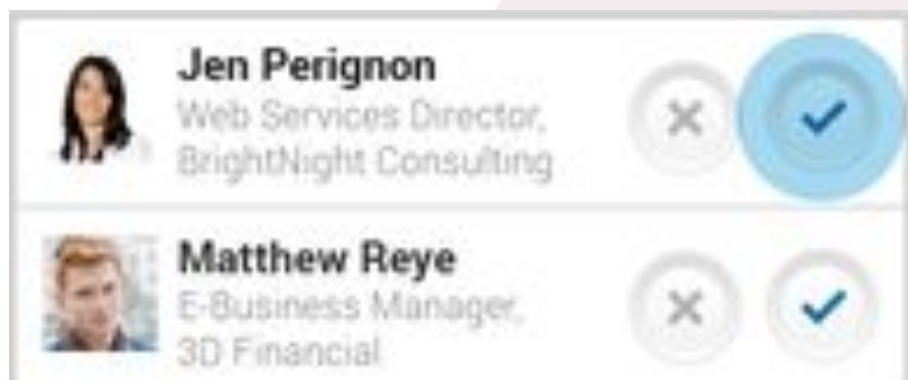 Jen Perignon
Web Services Director,
BrightNight Consulting
Matthew Reye
E-Business Manager,
3D Financial